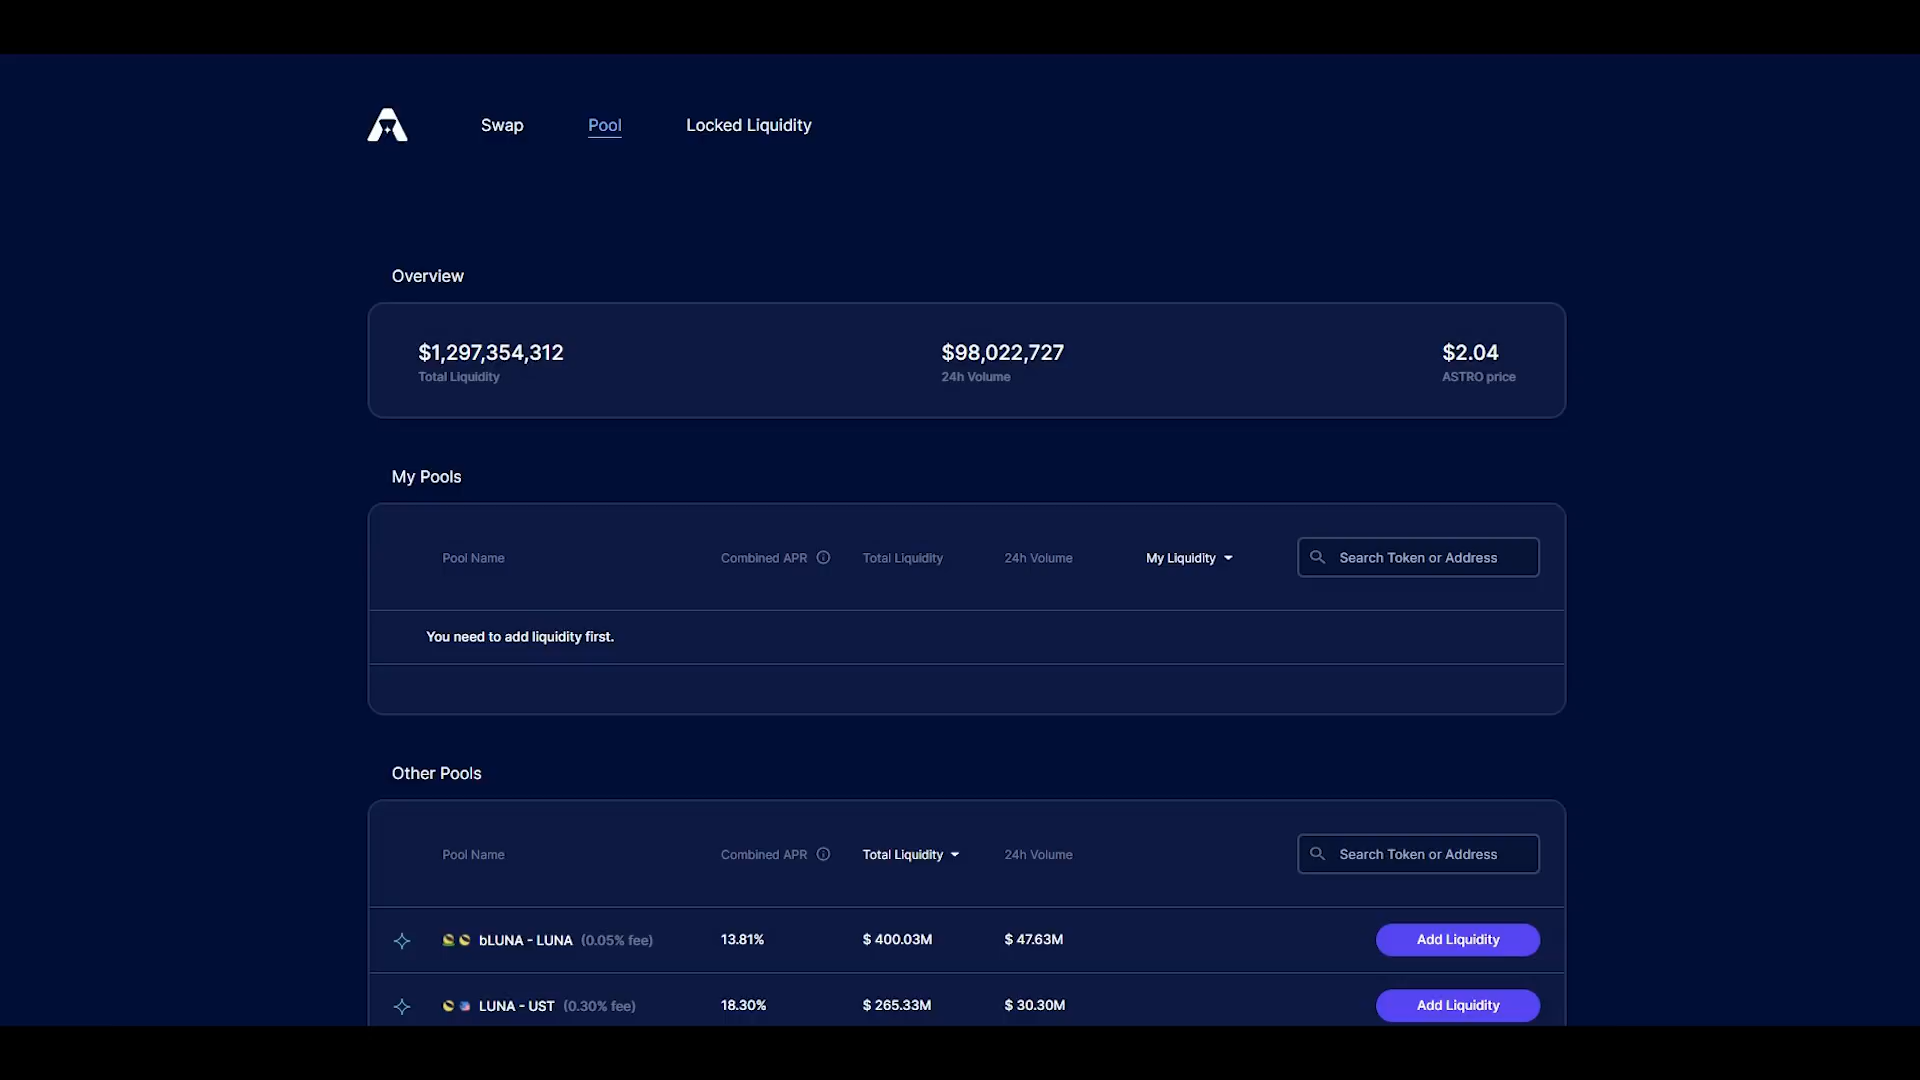 Swap Pool Locked Liquidity
Overview
$1,297,354,312 $98,022,727 $2.04
Total Liquidity 24h Volume ASTRO price
My Pools
Pool Name Combined APR Total Liquidity 24h Volume My Liquidity Search Token or Address
You need to add liquidity first.
Other Pools
Pool Name Combined APR Total Liquidity 24h Volume Search Token or Address
bLUNA - LUNA (0.05% fee) 13.81% $ 400.03M $ 47.63M Add Liquidity
LUNA - UST (0.30% fee) 18.30% $ 265.33M $ 30.30M Add Liquidity